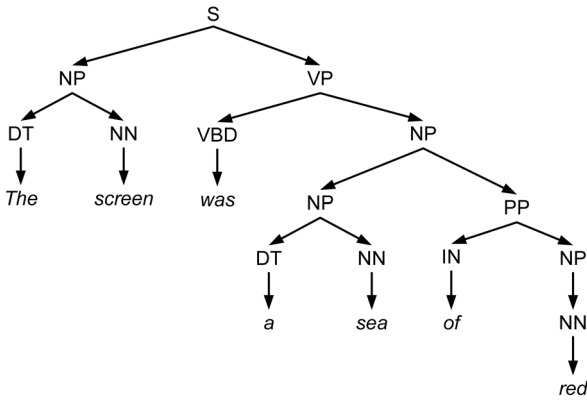 S
NP VP
DT NN VBD NP
The screen was NP PP
DT NN IN NP
a sea of NN
red